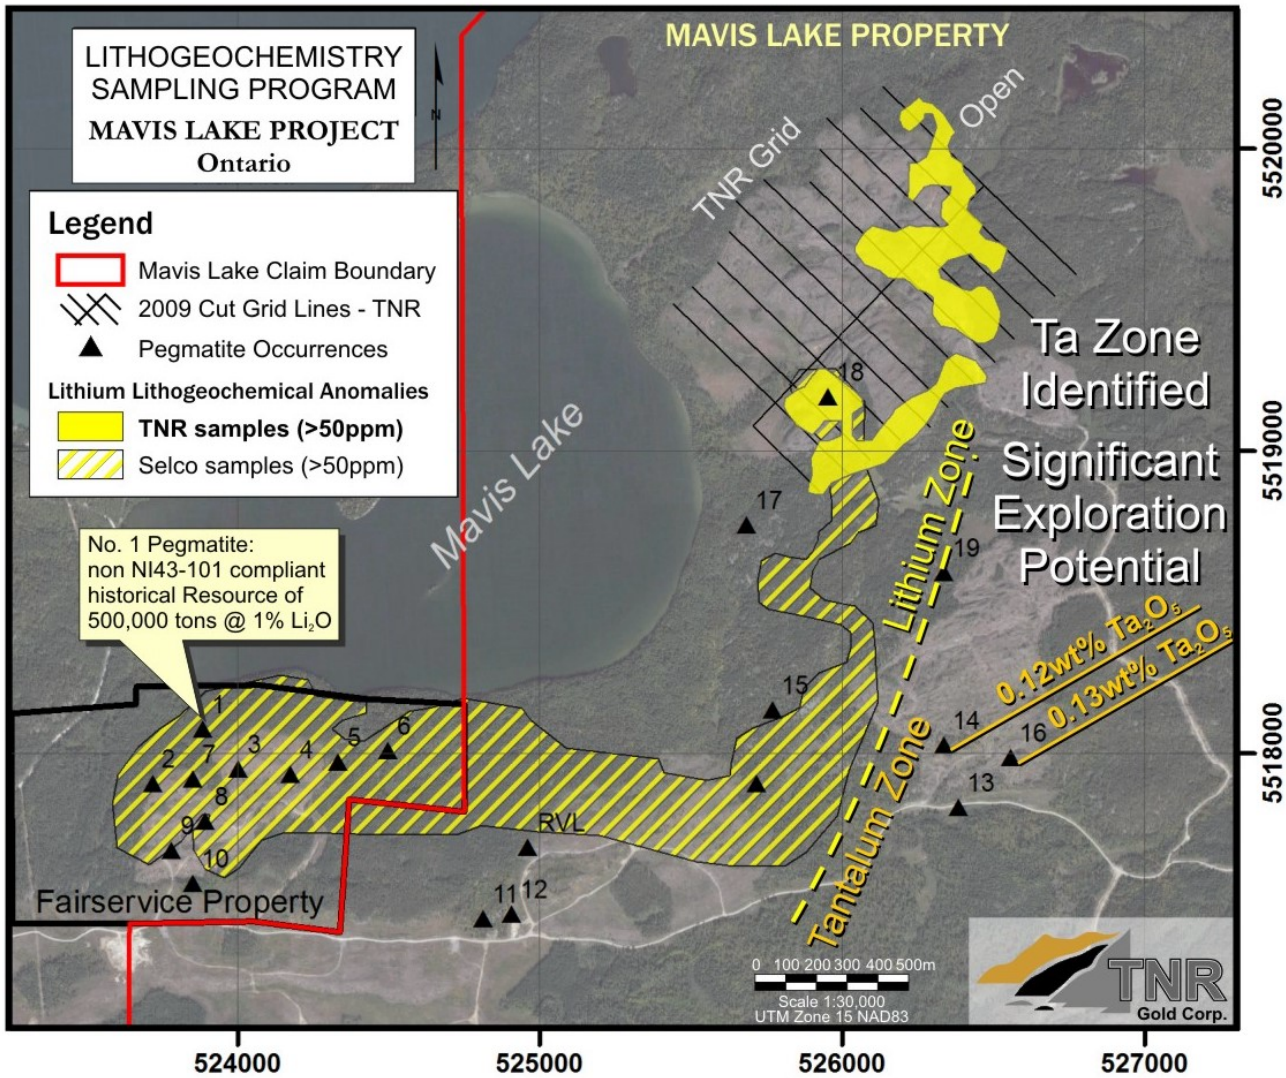 LITHOGEOCHEMISTRY
SAMPLING PROGRAM
MAVIS LAKE PROJECT
Ontario
N
MAVIS LAKE PROPERTY
Open
TNR Grid
Legend
Mavis Lake Claim Boundary
2009 Cut Grid Lines - TNR
Pegmatite Occurrences
Lithium Lithogeochemical Anomalies
TNR samples (>50ppm)
Selco samples (>50ppm)
Mavis Lake
Ta Zone
Identified
Significant
Exploration
Potential
No. 1 Pegmatite:
non NI43-101 compliant
historical Resource of
500,000 tons @ 1% Li₂O
18
17
19
Lithium Zone
Tantalum Zone
0.12wt% Ta₂O₅
0.13wt% Ta₂O₅
15
14
16
13
1
2
7
3
4
5
6
8
9
10
RVL
11
12
Fairservice Property
0 100 200 300 400 500m
Scale 1:30,000
UTM Zone 15 NAD83
TNR
Gold Corp.
5520000
5519000
5518000
524000
525000
526000
527000